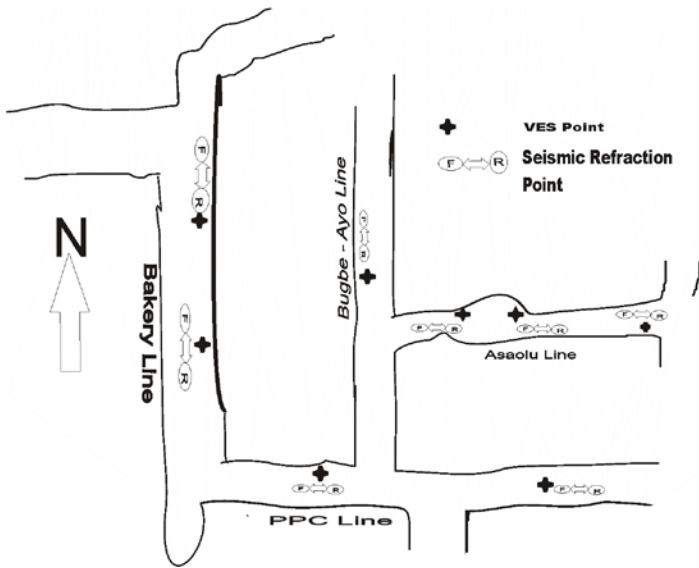 VES Point
F R Seismic Refraction
Point
N
Bakery Line
F
R
F
R
Bugbe - Ayo Line
F
R
F R
F R
F R
Asaolu Line
F R
F R
PPC Line